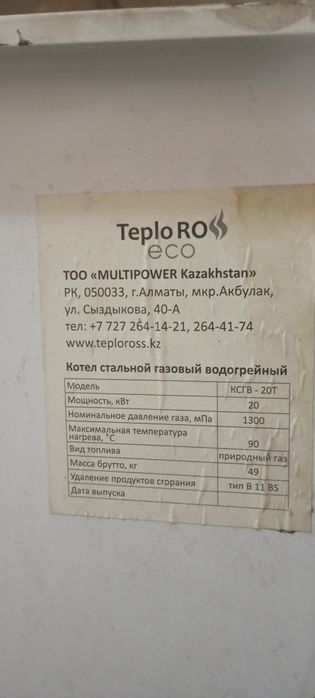 Teplo ROSS
eco
ТОО «MULTIPOWER Kazakhstan»
РК, 050033, г.Алматы, мкр.Акбулак,
ул. Сыздыкова, 40-А
тел: +7 727 264-14-21, 264-41-74
www.teploross.kz
Котел стальной газовый водогрейный
Модель КСГВ - 20Т
Мощность, кВт 20
Номинальное давление газа, мПа 1300
Максимальная температура
нагрева, °С 90
Вид топлива природный газ
Масса брутто, кг 49
Удаление продуктов сгорания тип В 11 BS
Дата выпуска